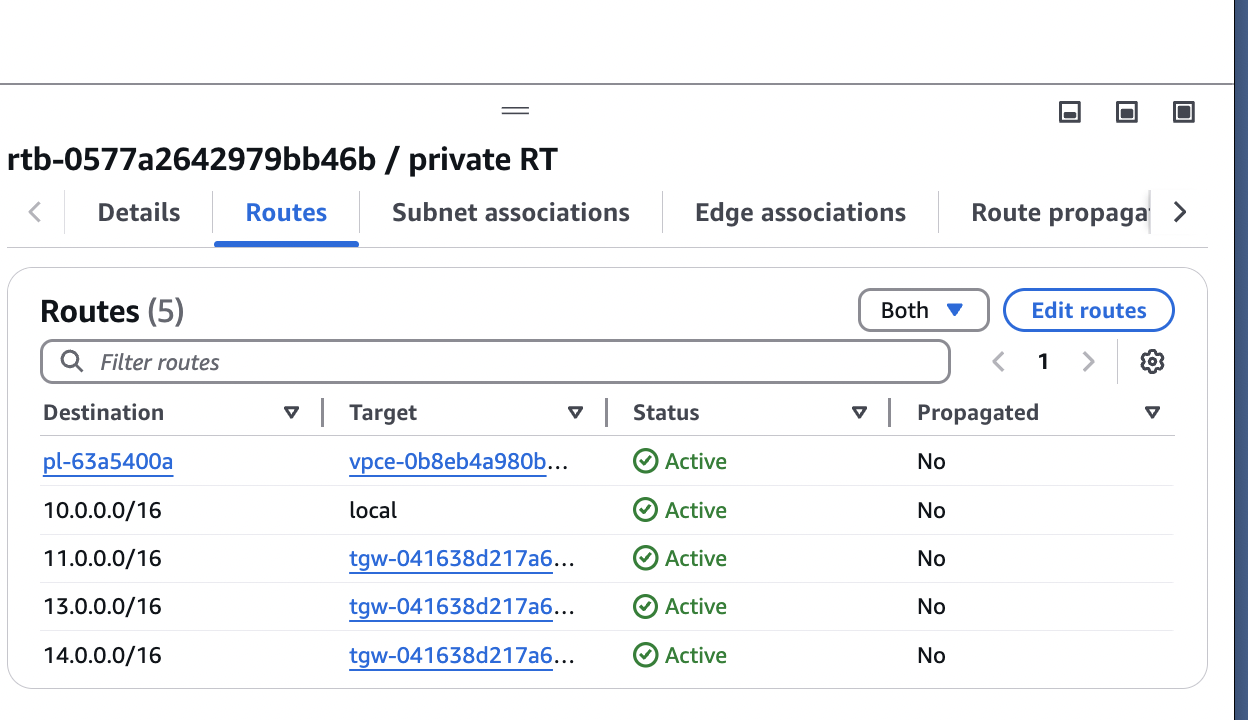 rtb-0577a2642979bb46b / private RT
Details Routes Subnet associations Edge associations Route propaga
Routes (5) Both Edit routes
Filter routes 1
Destination Target Status Propagated
pl-63a5400a vpce-0b8eb4a980b... Active No
10.0.0.0/16 local Active No
11.0.0.0/16 tgw-041638d217a6... Active No
13.0.0.0/16 tgw-041638d217a6... Active No
14.0.0.0/16 tgw-041638d217a6... Active No